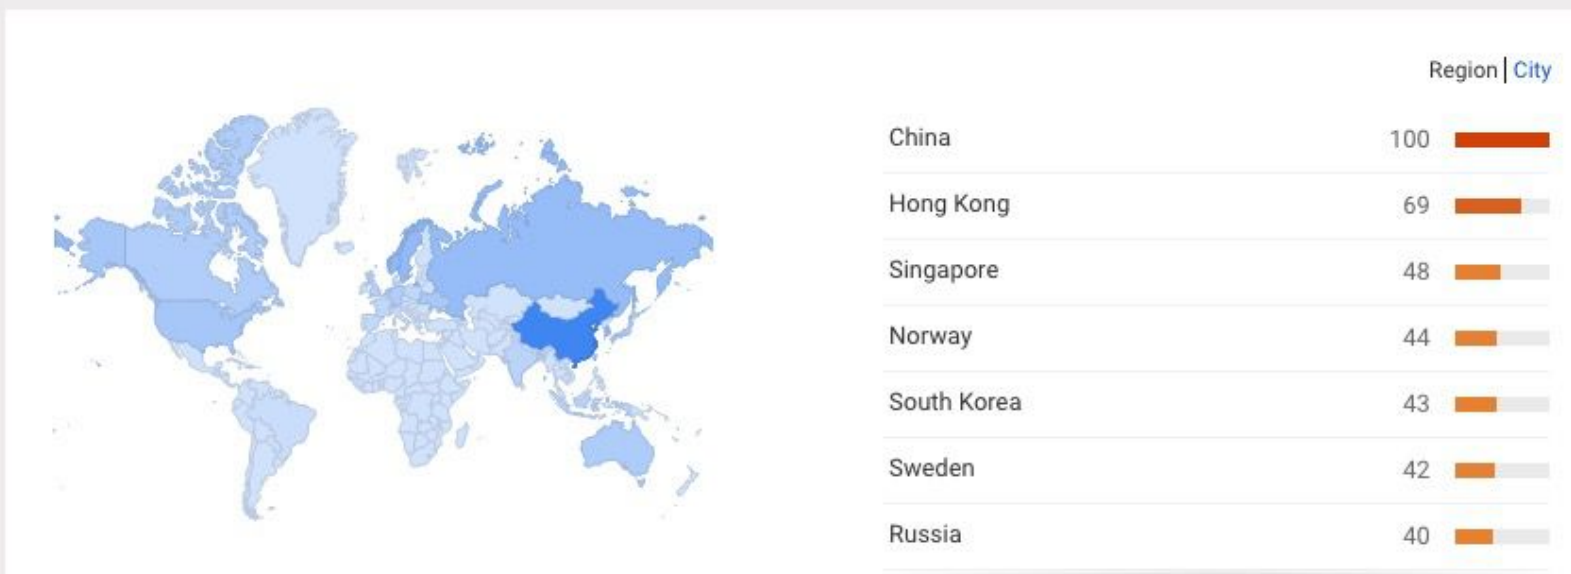 Region | City
China 100
Hong Kong 69
Singapore 48
Norway 44
South Korea 43
Sweden 42
Russia 40